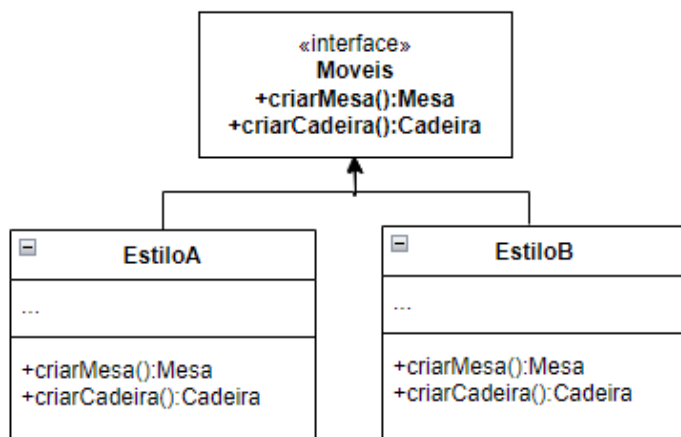 «interface»
Moveis
+criarMesa():Mesa
+criarCadeira():Cadeira
EstiloA
...
+criarMesa():Mesa
+criarCadeira():Cadeira
EstiloB
...
+criarMesa():Mesa
+criarCadeira():Cadeira